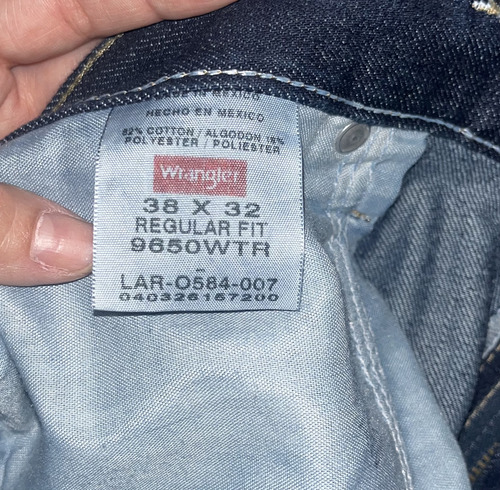 MEXICO
HECHO EN MEXICO
82% COTTON / ALGODON 18%
POLYESTER / POLIESTER
Wrangler
38 X 32
REGULAR FIT
9650WTR
-
LAR-O584-007
040326157200